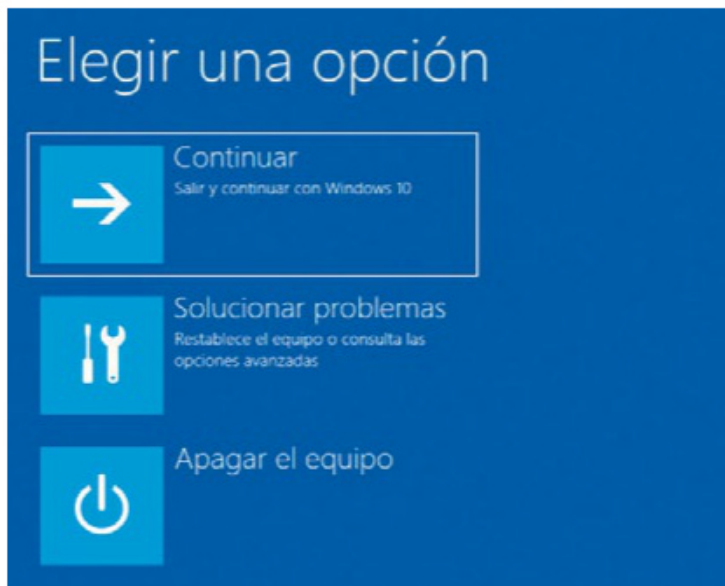 Elegir una opción
Continuar
Salir y continuar con Windows 10
Solucionar problemas
Restablece el equipo o consulta las
opciones avanzadas
Apagar el equipo